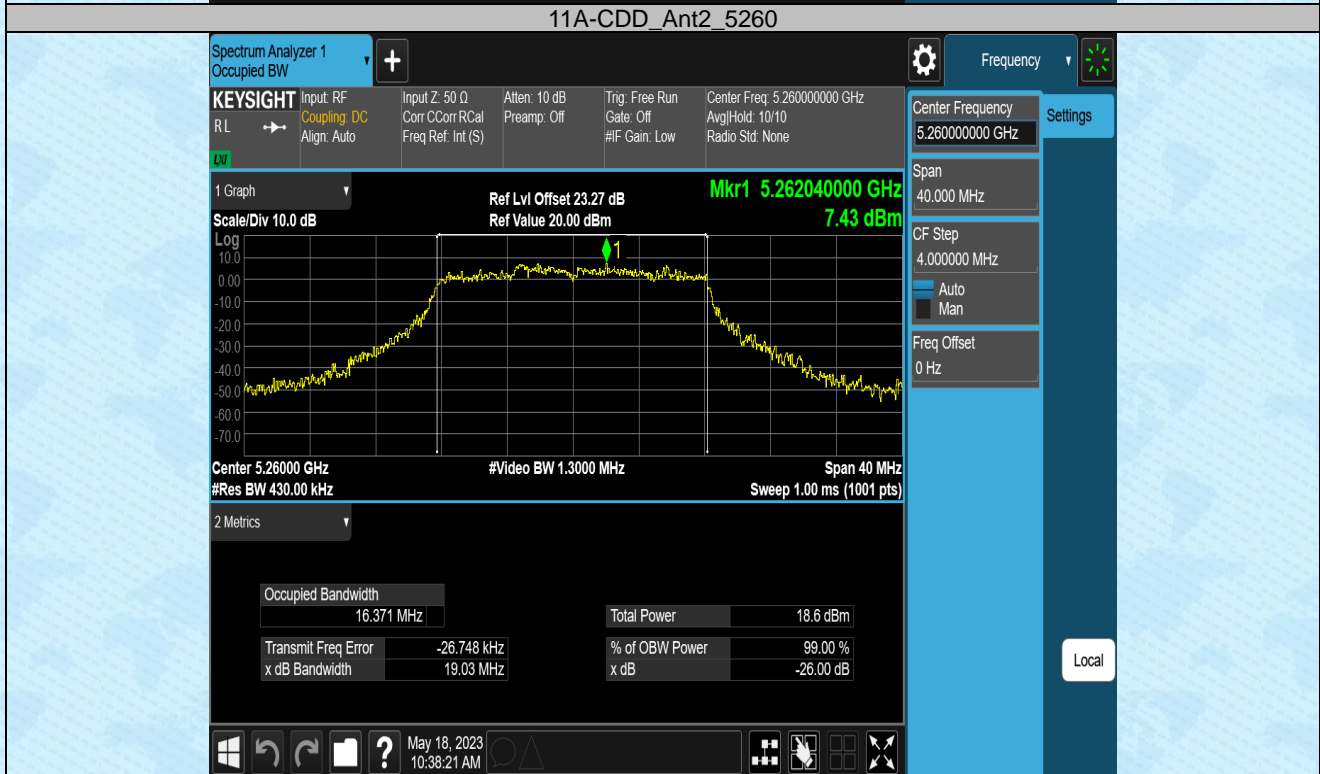 11A-CDD_Ant2_5260
Spectrum Analyzer 1
Occupied BW
+
Frequency
KEYSIGHT
R L
LXI
Input: RF
Coupling: DC
Align: Auto
Input Z: 50 Ω
Corr CCorr RCal
Freq Ref: Int (S)
Atten: 10 dB
Preamp: Off
Trig: Free Run
Gate: Off
#IF Gain: Low
Center Freq: 5.260000000 GHz
Avg|Hold: 10/10
Radio Std: None
Center Frequency
5.260000000 GHz
Settings
Span
40.000 MHz
CF Step
4.000000 MHz
Auto
Man
Freq Offset
0 Hz
1 Graph
Scale/Div 10.0 dB
Ref Lvl Offset 23.27 dB
Ref Value 20.00 dBm
Mkr1 5.262040000 GHz
7.43 dBm
Log
10.0
0.00
-10.0
-20.0
-30.0
-40.0
-50.0
-60.0
-70.0
1
Center 5.26000 GHz
#Res BW 430.00 kHz
#Video BW 1.3000 MHz
Span 40 MHz
Sweep 1.00 ms (1001 pts)
2 Metrics
Occupied Bandwidth
16.371 MHz
Total Power 18.6 dBm
Transmit Freq Error -26.748 kHz
% of OBW Power 99.00 %
x dB Bandwidth 19.03 MHz
x dB -26.00 dB
Local
?
May 18, 2023
10:38:21 AM